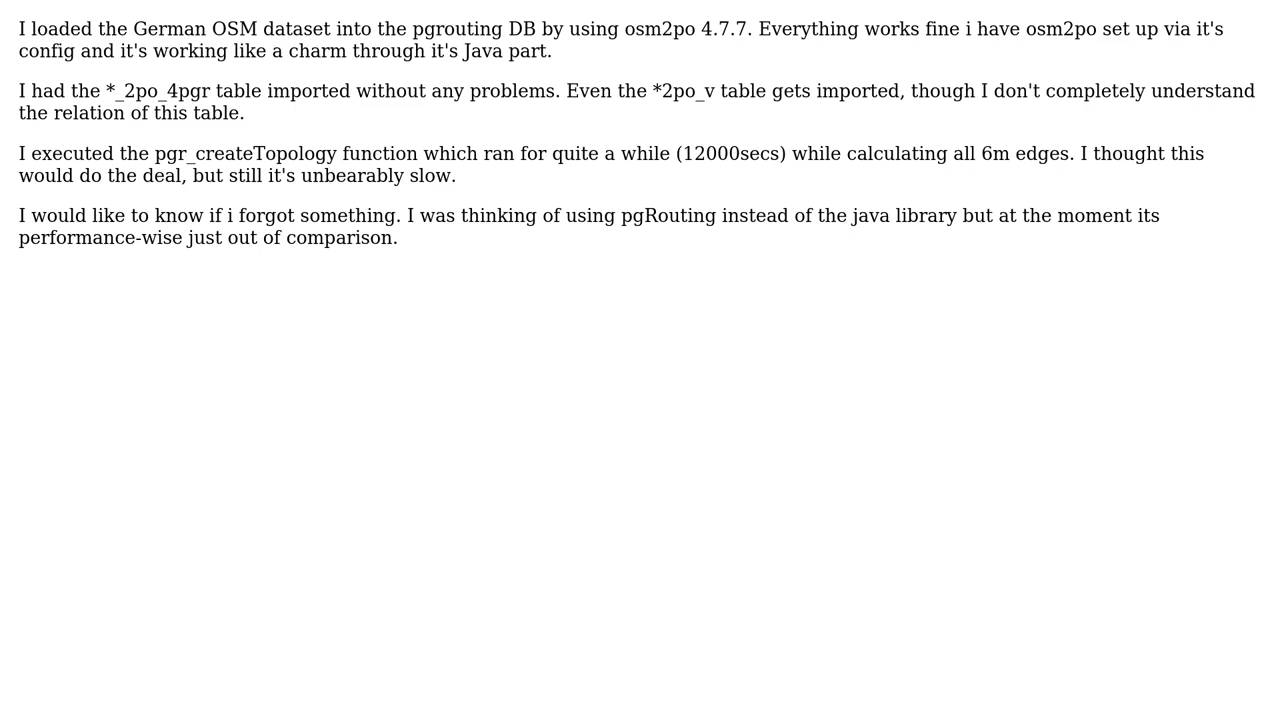 I loaded the German OSM dataset into the pgrouting DB by using osm2po 4.7.7. Everything works fine i have osm2po set up via it's
config and it's working like a charm through it's Java part.
I had the *_2po_4pgr table imported without any problems. Even the *2po_v table gets imported, though I don't completely understand
the relation of this table.
I executed the pgr_createTopology function which ran for quite a while (12000secs) while calculating all 6m edges. I thought this
would do the deal, but still it's unbearably slow.
I would like to know if i forgot something. I was thinking of using pgRouting instead of the java library but at the moment its
performance-wise just out of comparison.